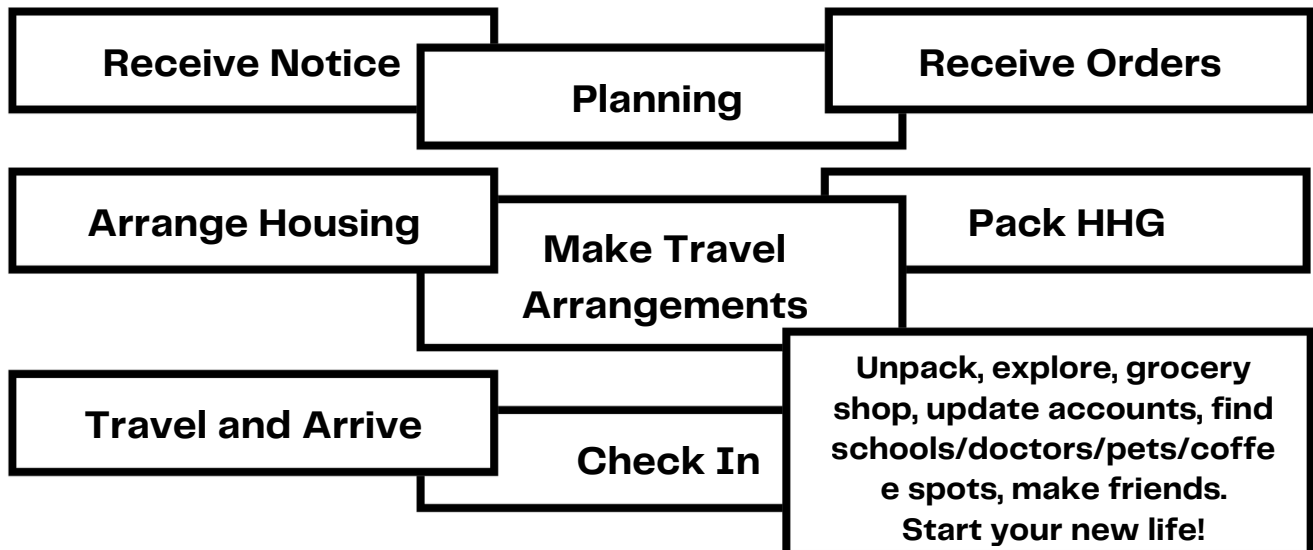 Receive Notice
Planning
Receive Orders
Arrange Housing
Make Travel
Arrangements
Pack HHG
Travel and Arrive
Check In
Unpack, explore, grocery
shop, update accounts, find
schools/doctors/pets/coffe
e spots, make friends.
Start your new life!